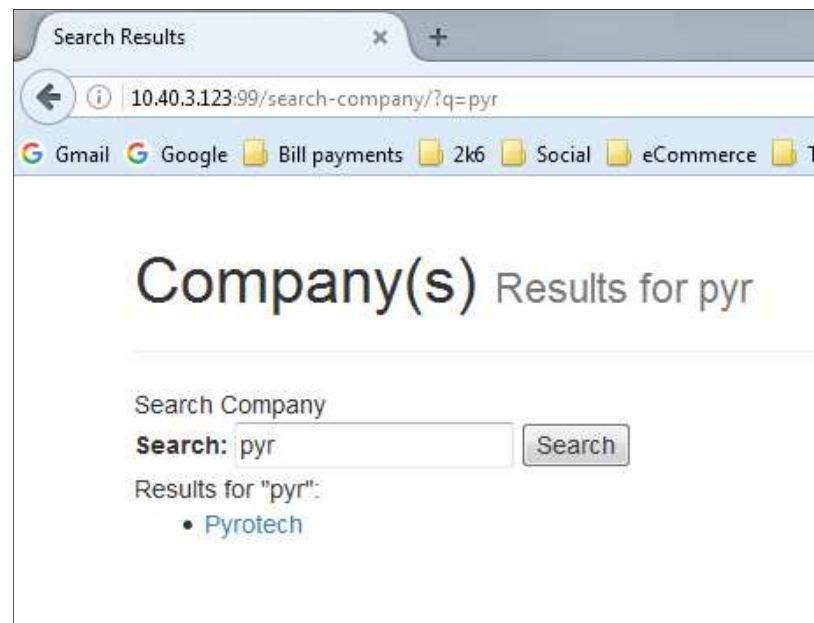 Search Results
10.40.3.123:99/search-company/?q=pyr
Gmail Google Bill payments 2k6 Social eCommerce
Company(s) Results for pyr
Search Company
Search: pyr Search
Results for "pyr":
• Pyrotech